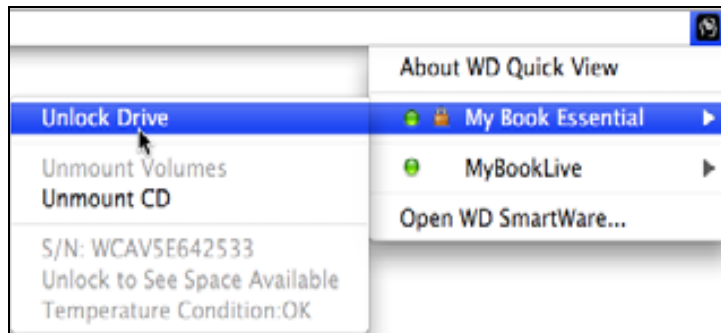 About WD Quick View
My Book Essential
MyBookLive
Open WD SmartWare...
Unlock Drive
Unmount Volumes
Unmount CD
S/N: WCAV5E642533
Unlock to See Space Available
Temperature Condition:OK